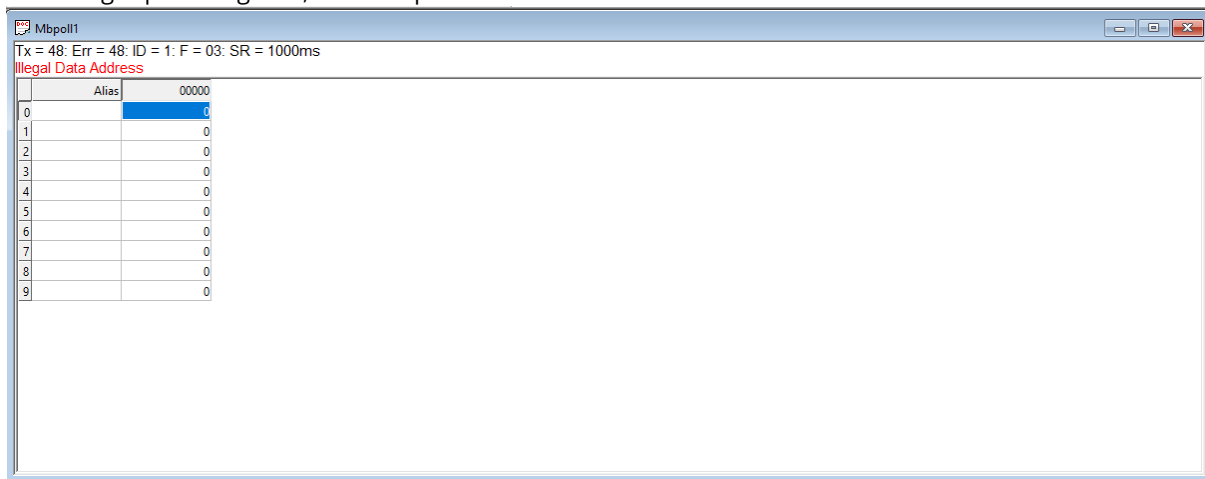 Mbpoll1
Tx = 48: Err = 48: ID = 1: F = 03: SR = 1000ms
Illegal Data Address
Alias 00000
0 0
1 0
2 0
3 0
4 0
5 0
6 0
7 0
8 0
9 0